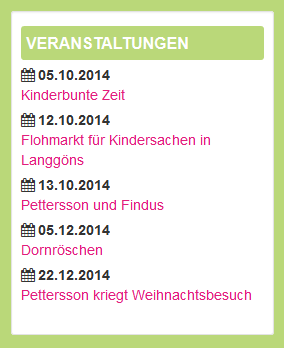 VERANSTALTUNGEN
05.10.2014
Kinderbunte Zeit
12.10.2014
Flohmarkt für Kindersachen in
Langgöns
13.10.2014
Pettersson und Findus
05.12.2014
Dornröschen
22.12.2014
Pettersson kriegt Weihnachtsbesuch